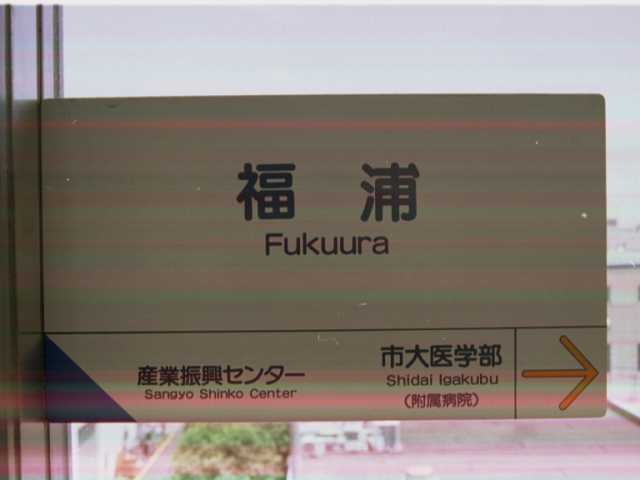 福浦
Fukuura
産業振興センター
Sangyo Shinko Center
市大医学部
Shidai Igakubu
(附属病院)